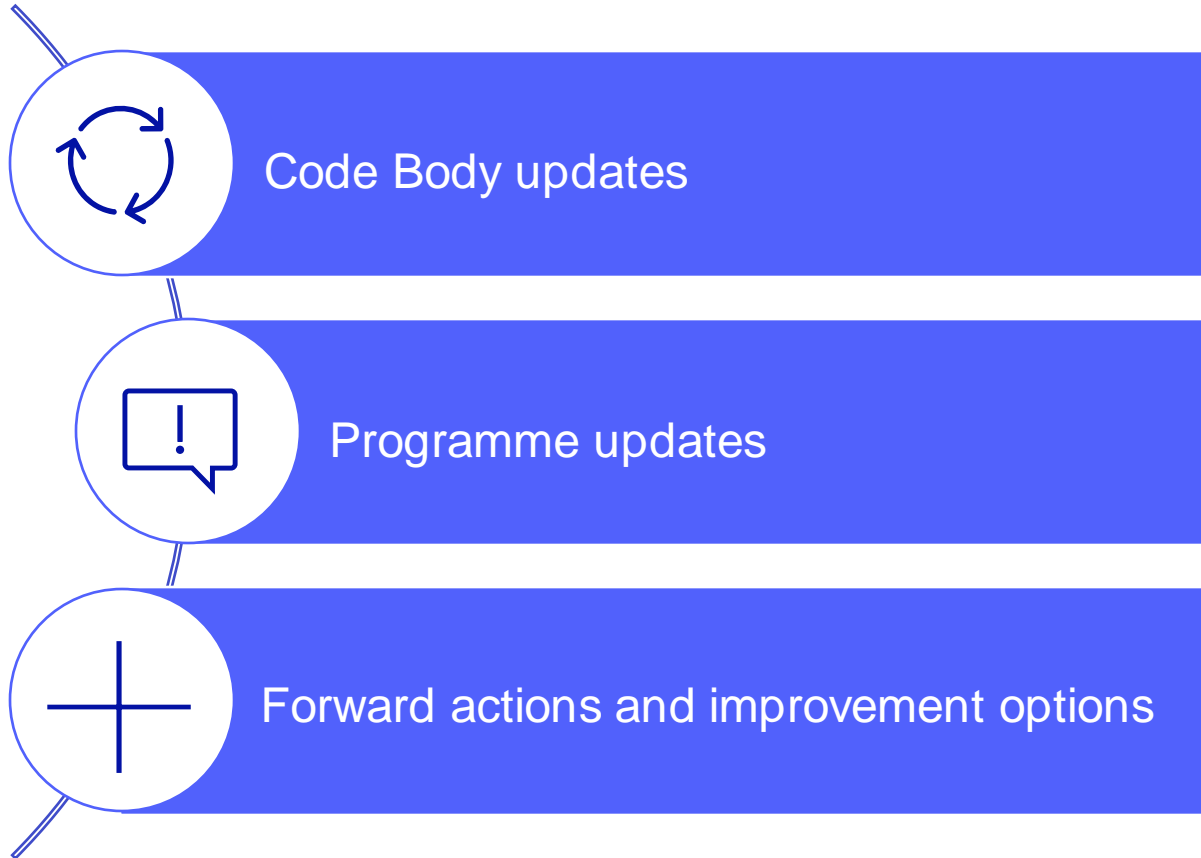 Code Body updates
Programme updates
Forward actions and improvement options